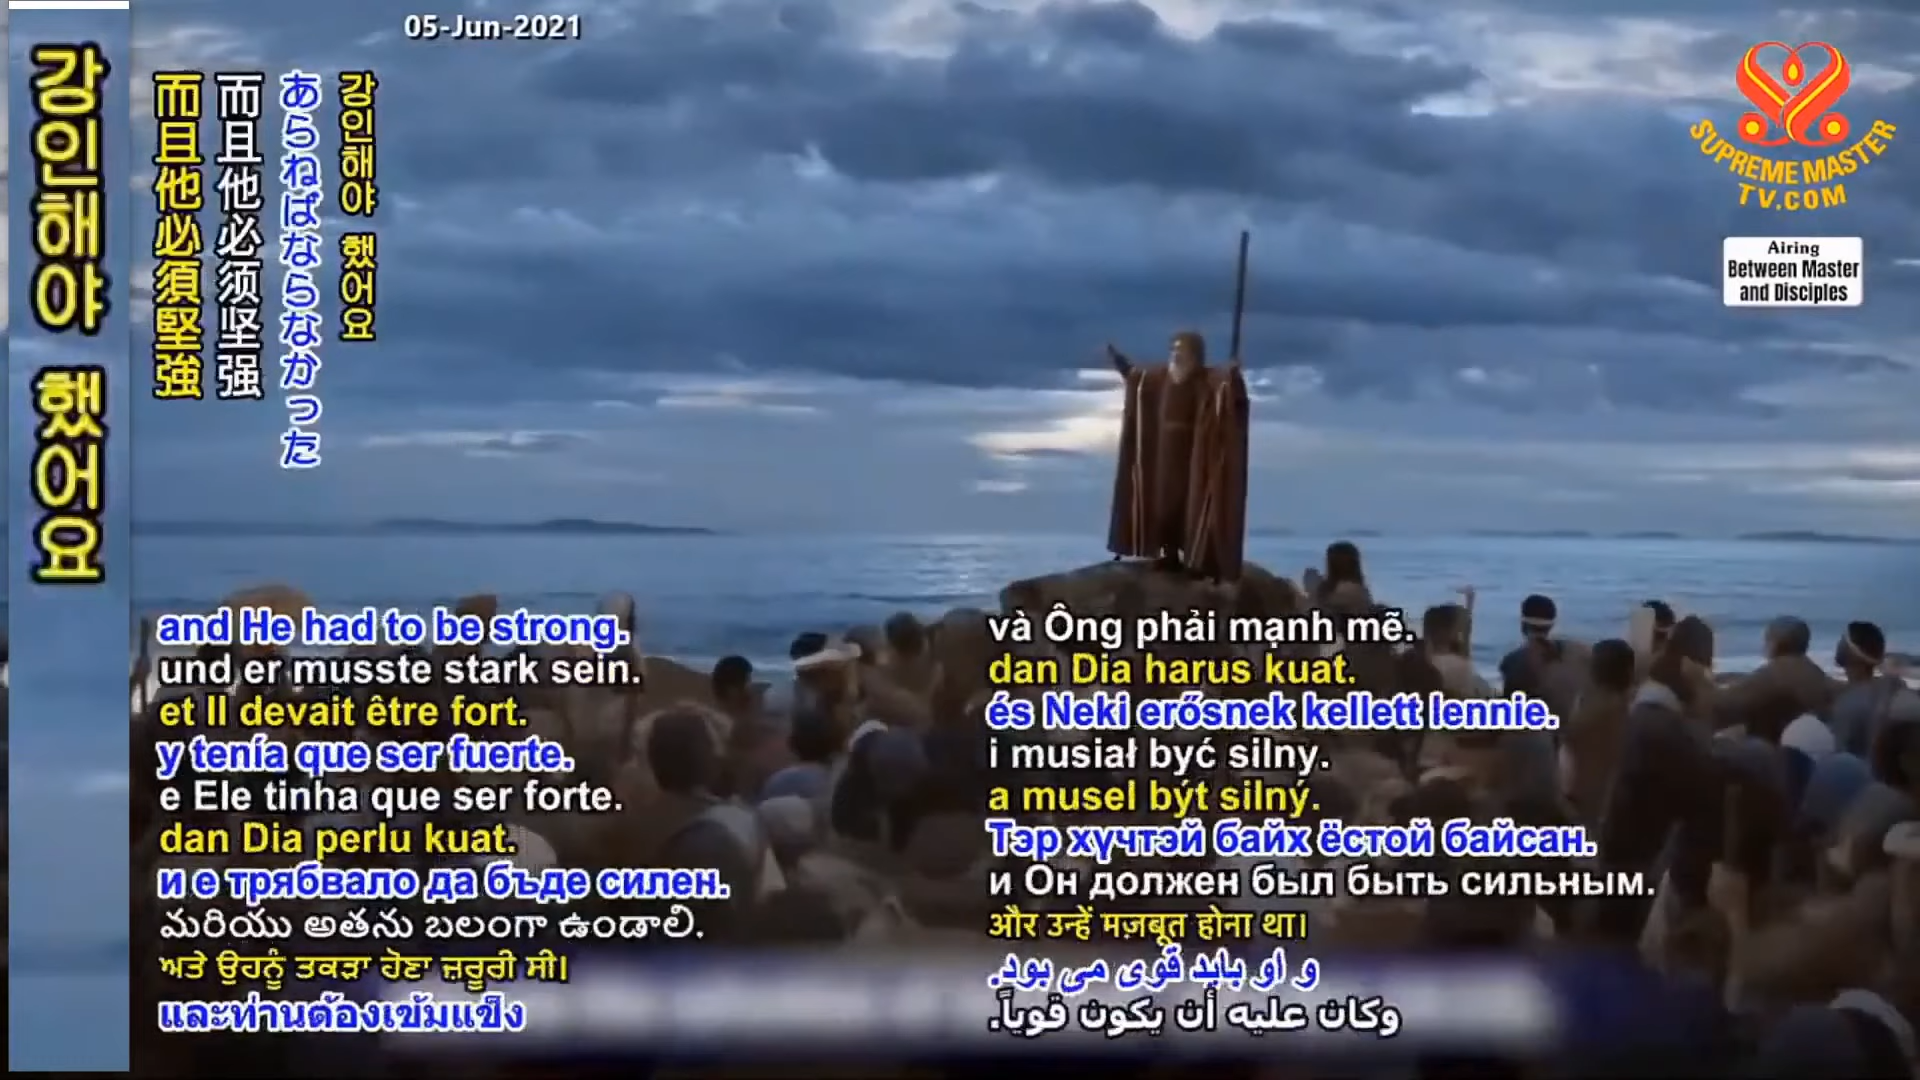 05-Jun-2021
강인해야 했어요
而且他必須堅強
而且他必须坚强
あらねばならなかった
강인해야 했어요
SUPREME MASTER
TV.COM
Airing
Between Master
and Disciples
and He had to be strong.
und er musste stark sein.
et Il devait être fort.
y tenía que ser fuerte.
e Ele tinha que ser forte.
dan Dia perlu kuat.
и е трябвало да бъде силен.
మరియు అతను బలంగా ఉండాలి.
ਅਤੇ ਉਹਨੂੰ ਤਕੜਾ ਹੋਣਾ ਜ਼ਰੂਰੀ ਸੀ।
และท่านต้องเข้มแข็ง
và Ông phải mạnh mẽ.
dan Dia harus kuat.
és Neki erősnek kellett lennie.
i musiał być silny.
a musel být silný.
Тэр хүчтэй байх ёстой байсан.
и Он должен был быть сильным.
और उन्हें मज़बूत होना था।
و او باید قوی می بود.
وكان عليه أن يكون قوياً.